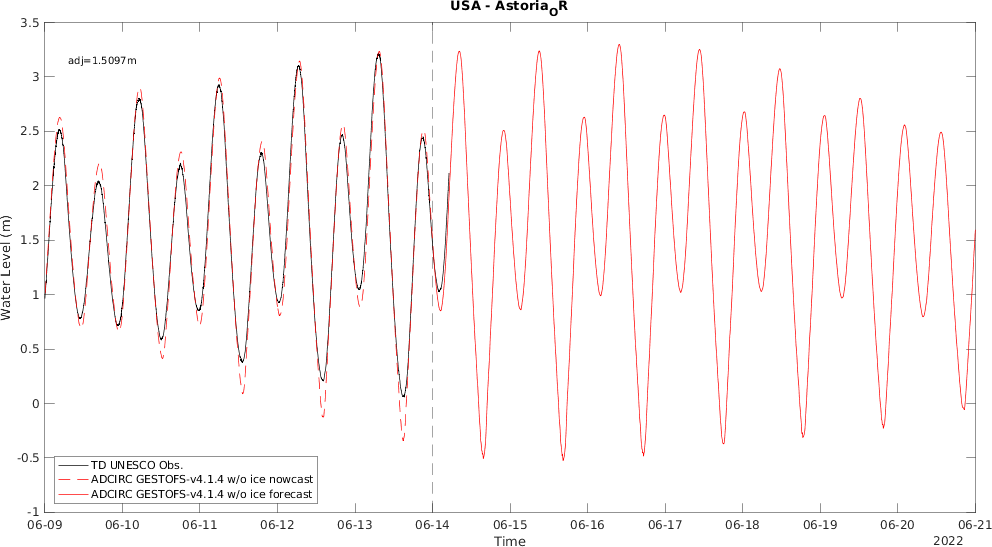 USA - Astoria_OR
adj=1.5097m
3.5
3
2.5
2
1.5
1
0.5
0
-0.5
-1
Water Level (m)
TD UNESCO Obs.
ADCIRC GESTOFS-v4.1.4 w/o ice nowcast
ADCIRC GESTOFS-v4.1.4 w/o ice forecast
06-09 06-10 06-11 06-12 06-13 06-14 06-15 06-16 06-17 06-18 06-19 06-20 06-21
Time
2022